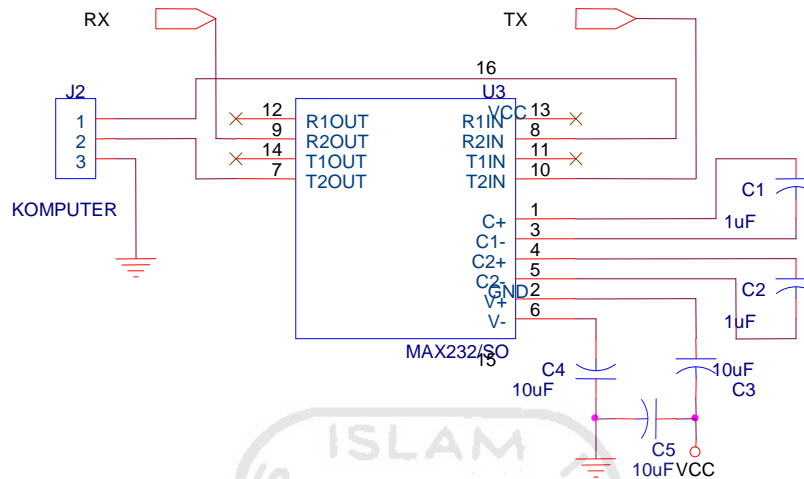 RX
TX
J2
1
2
3
KOMPUTER
16
U3
VCC
12
R1OUT
R1IN
13
9
R2OUT
R2IN
8
14
T1OUT
T1IN
11
7
T2OUT
T2IN
10
C+
1
C1-
3
C2+
4
C2-
5
GND
V+
2
V-
6
MAX232/SO
15
C1
1uF
C2
1uF
C4
10uF
10uF
C3
C5
10uF
VCC
ISLAM